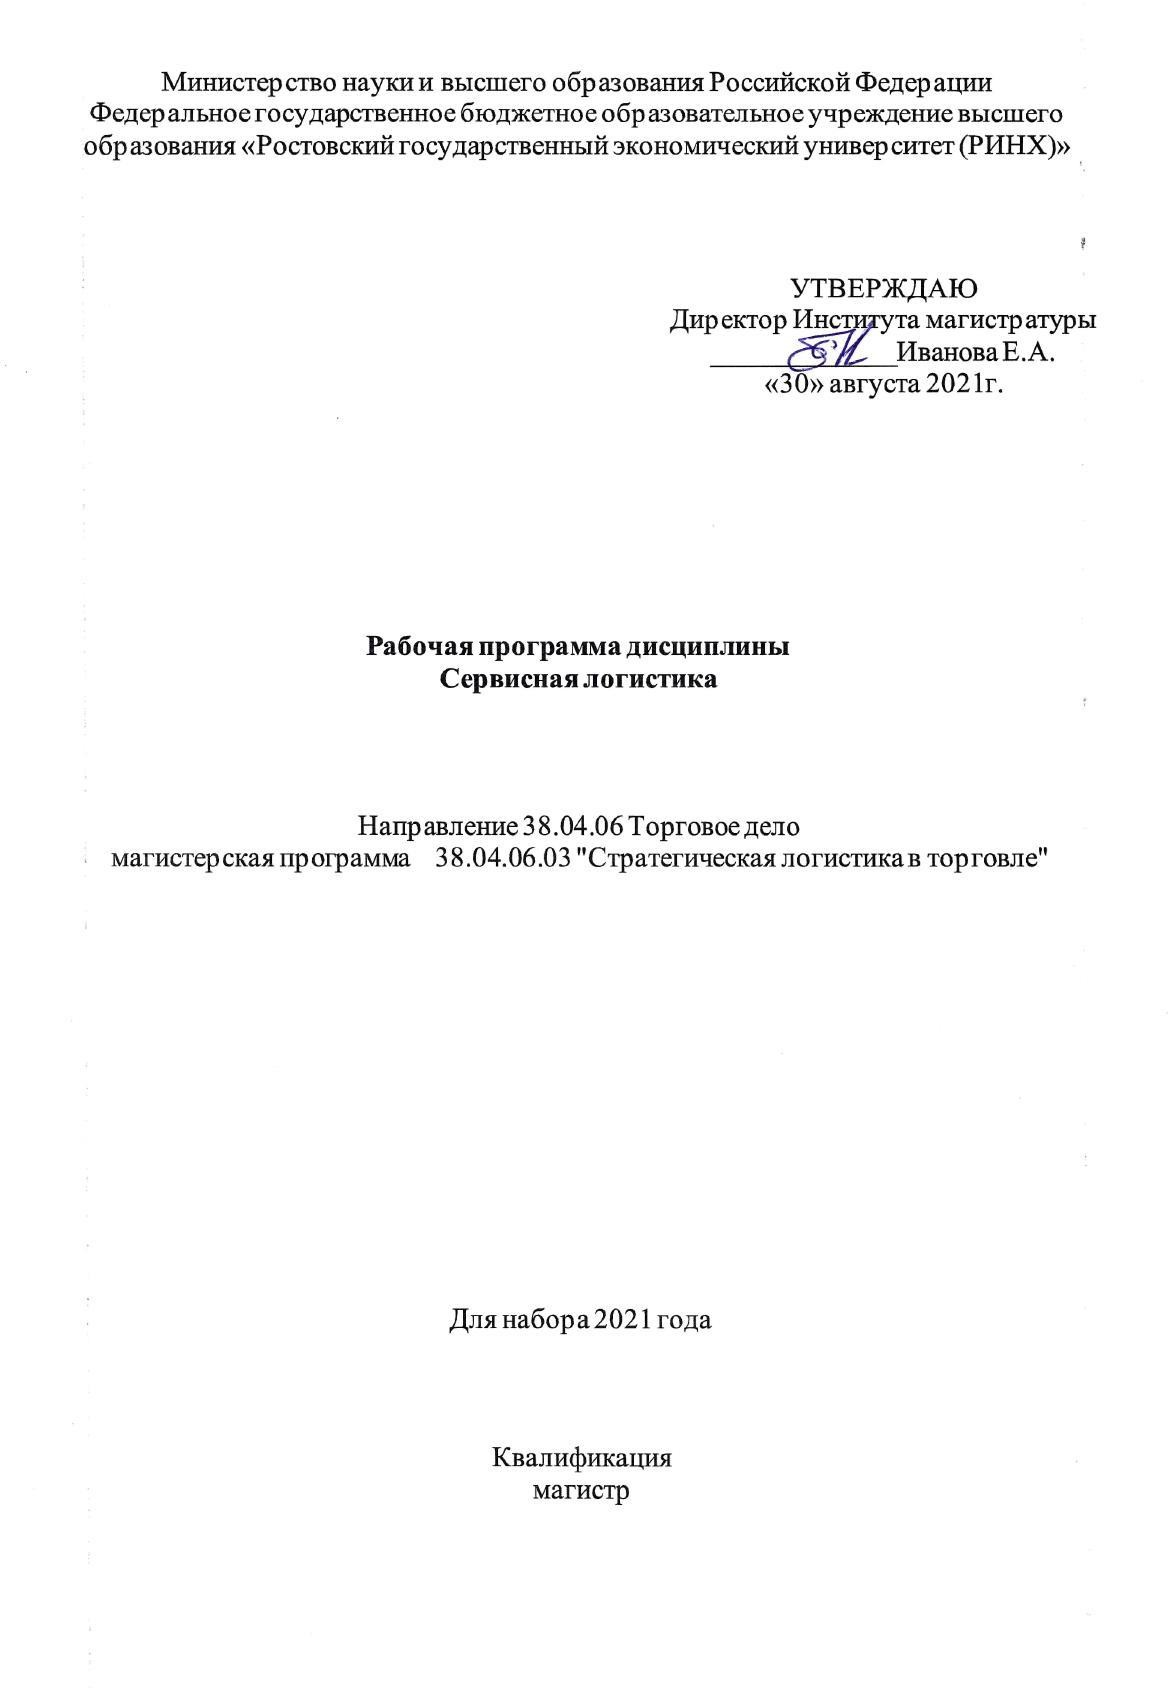 Министерство науки и высшего образования Российской Федерации
Федеральное государственное бюджетное образовательное учреждение высшего
образования «Ростовский государственный экономический университет (РИНХ)»
УТВЕРЖДАЮ
Директор Института магистратуры
Иванова Е.А.
«30» августа 2021г.
Рабочая программа дисциплины
Сервисная логистика
Направление 38.04.06 Торговое дело
магистерская программа 38.04.06.03 "Стратегическая логистика в торговле"
Для набора 2021 года
Квалификация
магистр